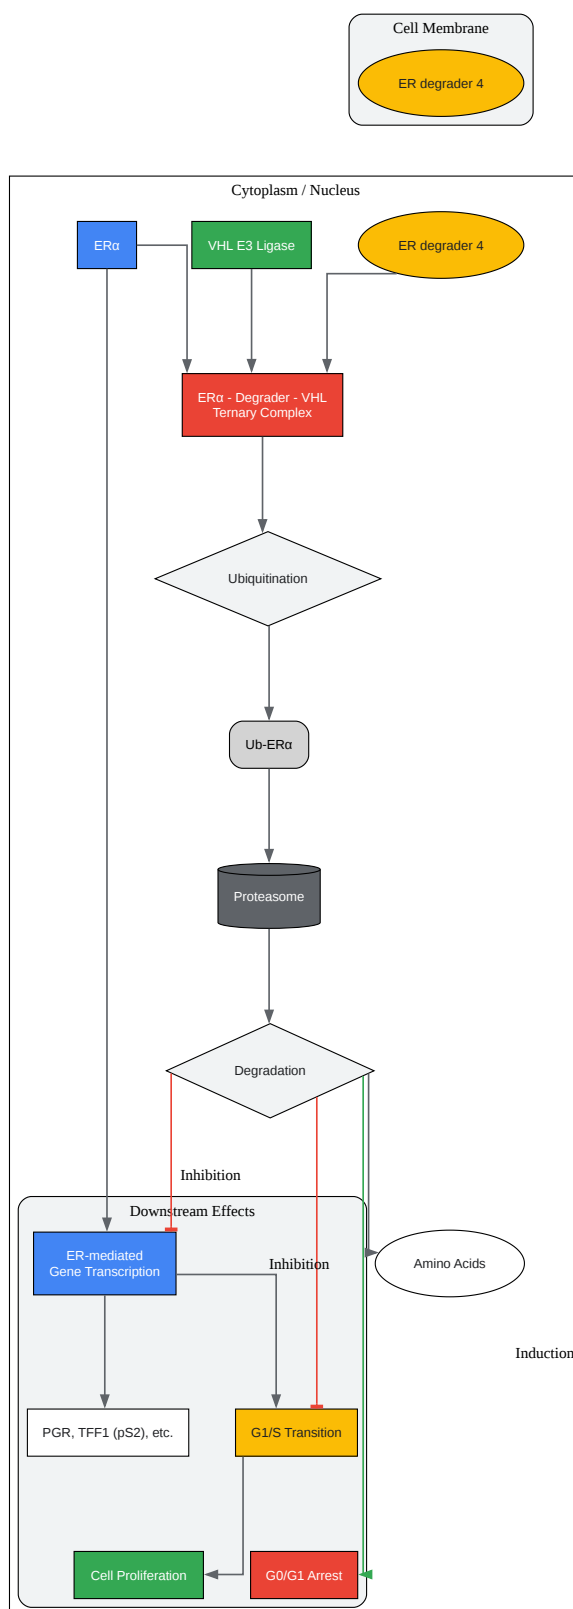 Cell Membrane
ER degrader 4
Cytoplasm / Nucleus
ERα
VHL E3 Ligase
ER degrader 4
ERα - Degrader - VHL
Ternary Complex
Ubiquitination
Ub-ERα
Proteasome
Degradation
Inhibition
Downstream Effects
ER-mediated
Gene Transcription
Inhibition
Amino Acids
Induction
PGR, TFF1 (pS2), etc.
G1/S Transition
Cell Proliferation
G0/G1 Arrest